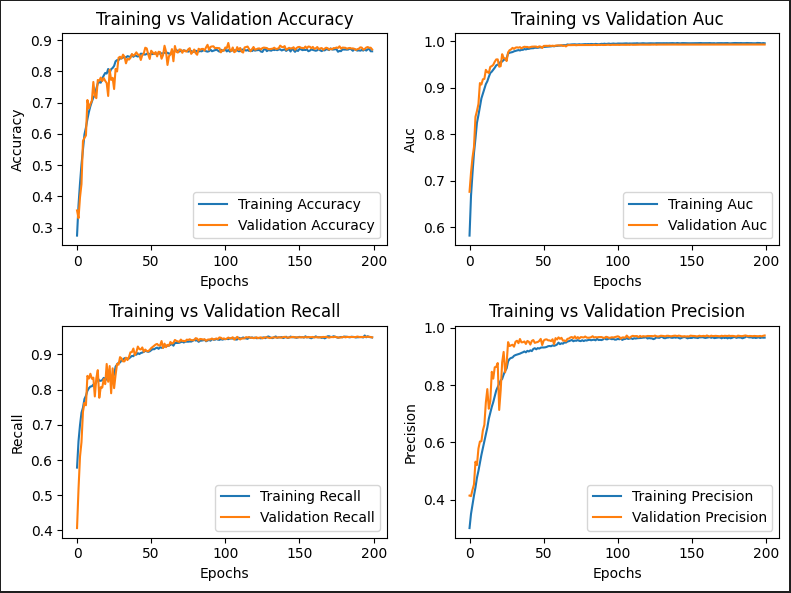 Training vs Validation Accuracy
0.9
0.8
0.7
0.6
0.5
0.4
0.3
Accuracy
Training Accuracy
Validation Accuracy
0 50 100 150 200
Epochs
Training vs Validation Auc
1.0
0.9
0.8
0.7
0.6
Auc
Training Auc
Validation Auc
0 50 100 150 200
Epochs
Training vs Validation Recall
0.9
0.8
0.7
0.6
0.5
0.4
Recall
Training Recall
Validation Recall
0 50 100 150 200
Epochs
Training vs Validation Precision
1.0
0.8
0.6
0.4
Precision
Training Precision
Validation Precision
0 50 100 150 200
Epochs